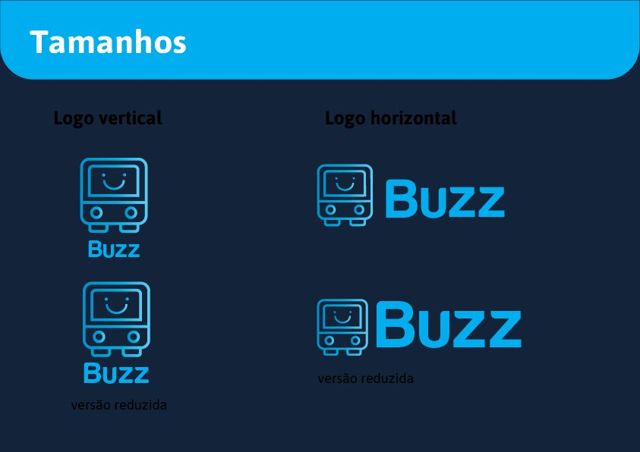 Tamanhos
Logo vertical
Buzz
Buzz
versão reduzida
Logo horizontal
Buzz
Buzz
versão reduzida